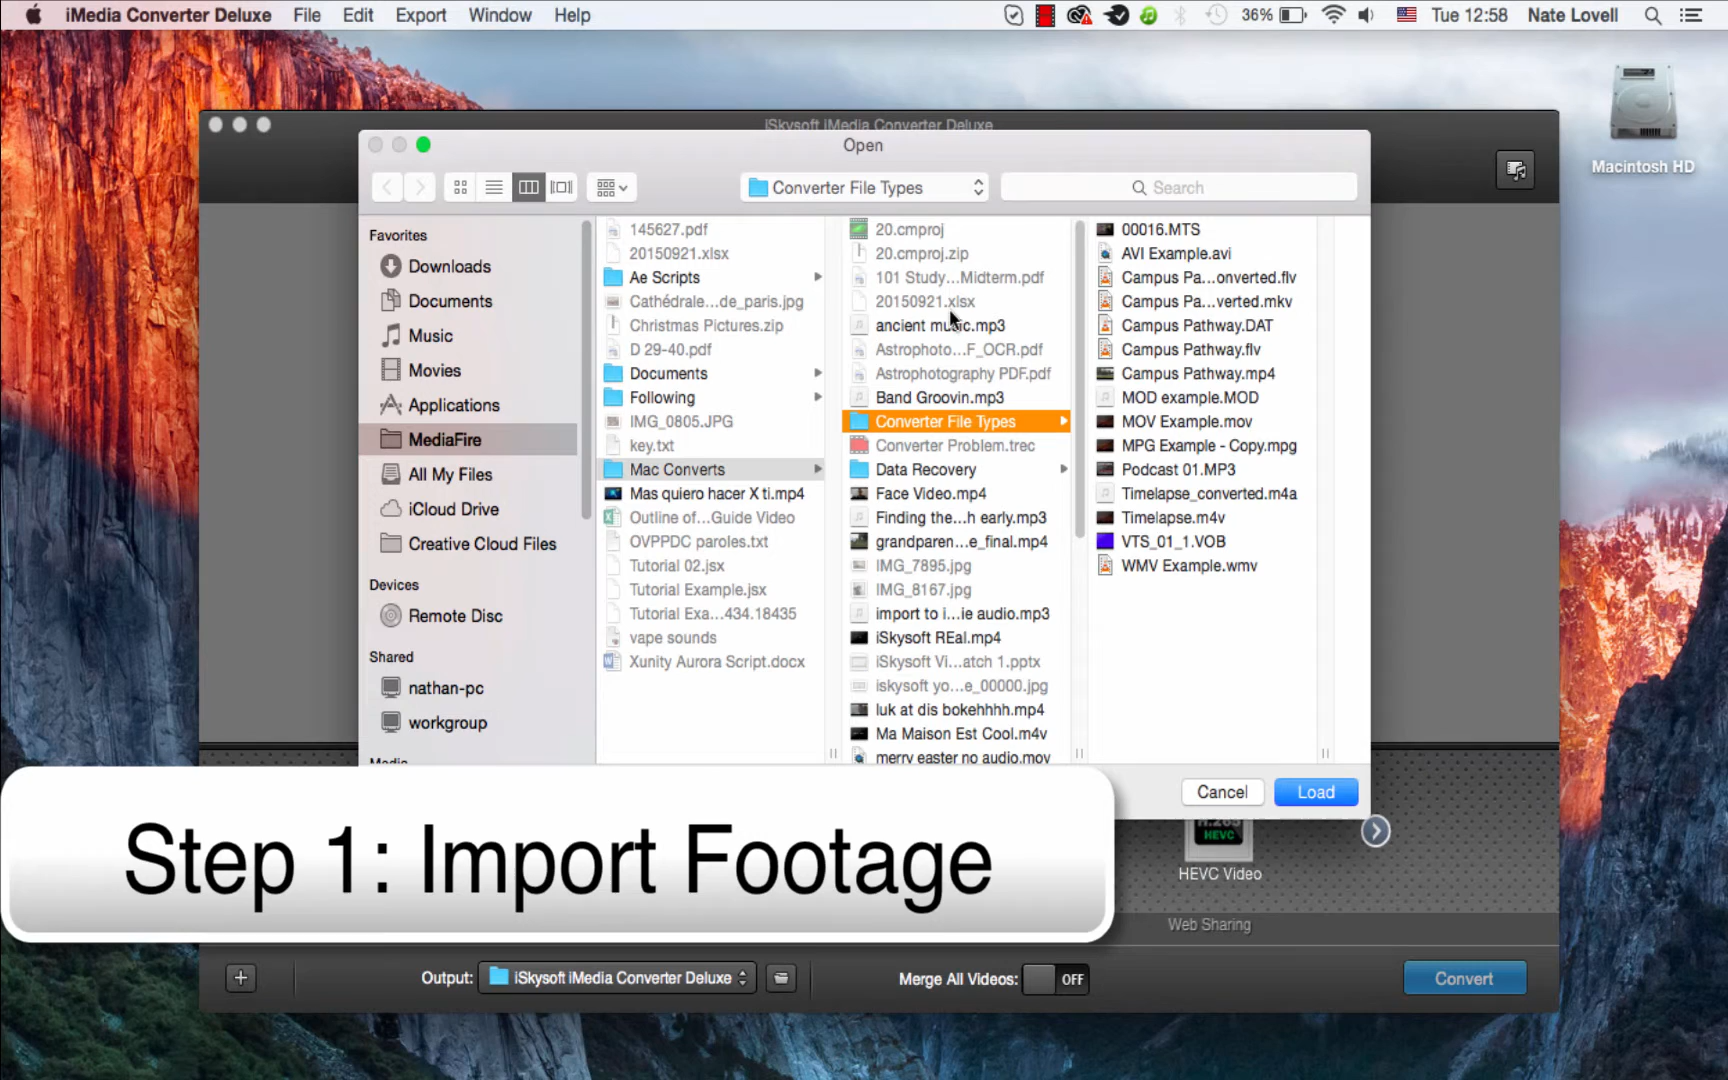 iMedia Converter Deluxe File Edit Export Window Help 36% Tue 12:58 Nate Lovell
Macintosh HD
iSkysoft iMedia Converter Deluxe
Open
Converter File Types
Search
Favorites
Downloads
Documents
Music
Movies
Applications
MediaFire
All My Files
iCloud Drive
Creative Cloud Files
Devices
Remote Disc
Shared
nathan-pc
workgroup
Media
145627.pdf
20150921.xlsx
Ae Scripts
Cathédrale...de_paris.jpg
Christmas Pictures.zip
D 29-40.pdf
Documents
Following
IMG_0805.JPG
key.txt
Mac Converts
Mas quiero hacer X ti.mp4
Outline of...Guide Video
OVPPDC paroles.txt
Tutorial 02.jsx
Tutorial Example.jsx
Tutorial Exa...434.18435
vape sounds
Xunity Aurora Script.docx
20.cmproj
20.cmproj.zip
101 Study...Midterm.pdf
20150921.xlsx
ancient music.mp3
Astrophoto...F_OCR.pdf
Astrophotography PDF.pdf
Band Groovin.mp3
Converter File Types
Converter Problem.trec
Data Recovery
Face Video.mp4
Finding the...h early.mp3
grandparen...e_final.mp4
IMG_7895.jpg
IMG_8167.jpg
import to i...ie audio.mp3
iSkysoft REal.mp4
iSkysoft Vi...atch 1.pptx
iskysoft yo...e_00000.jpg
luk at dis bokehhhh.mp4
Ma Maison Est Cool.m4v
merry easter no audio.mov
00016.MTS
AVI Example.avi
Campus Pa...onverted.flv
Campus Pa...verted.mkv
Campus Pathway.DAT
Campus Pathway.flv
Campus Pathway.mp4
MOD example.MOD
MOV Example.mov
MPG Example - Copy.mpg
Podcast 01.MP3
Timelapse_converted.m4a
Timelapse.m4v
VTS_01_1.VOB
WMV Example.wmv
Cancel Load
Step 1: Import Footage
H.265
HEVC
HEVC Video
Web Sharing
Output: iSkysoft iMedia Converter Deluxe Merge All Videos: OFF Convert